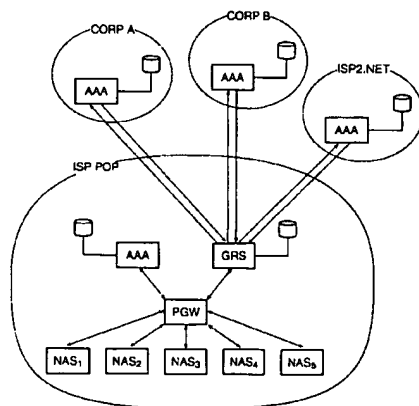 CORP A
CORP B
ISP2.NET
AAA
AAA
AAA
ISP POP
AAA
GRS
PGW
NAS1
NAS2
NAS3
NAS4
NAS5